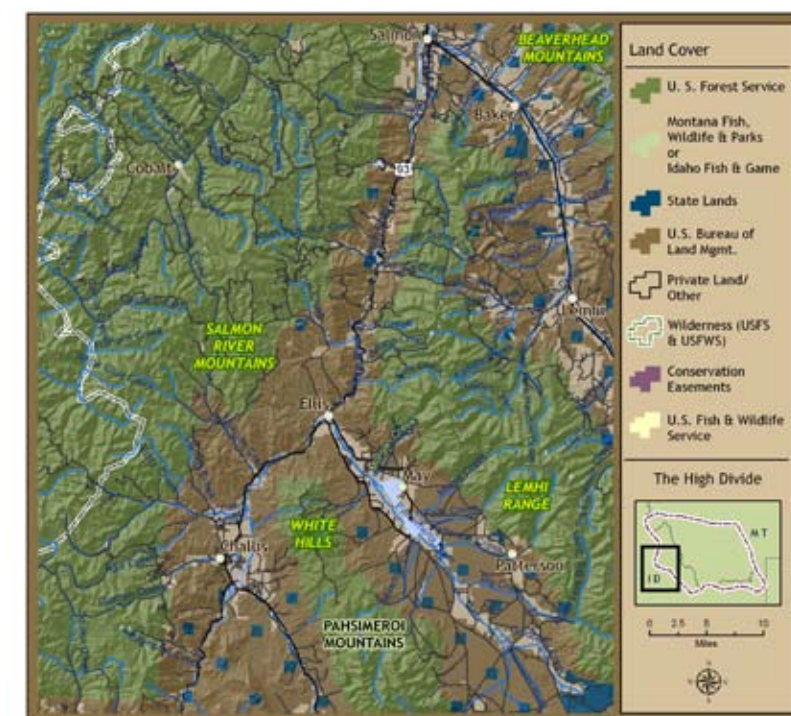 Salmon
BEAVERHEAD
MOUNTAINS
Baker
Cobalt
93
Lemhi
SALMON
RIVER
MOUNTAINS
Ellis
May
LEMHI
RANGE
WHITE
HILLS
Challis
Patterson
PAHSIMEROI
MOUNTAINS
Land Cover
U. S. Forest Service
Montana Fish,
Wildlife & Parks
or
Idaho Fish & Game
State Lands
U.S. Bureau of
Land Mgmt.
Private Land/
Other
Wilderness (USFS
& USFWS)
Conservation
Easements
U.S. Fish & Wildlife
Service
The High Divide
MT
ID
0 2.5 5 10
Miles